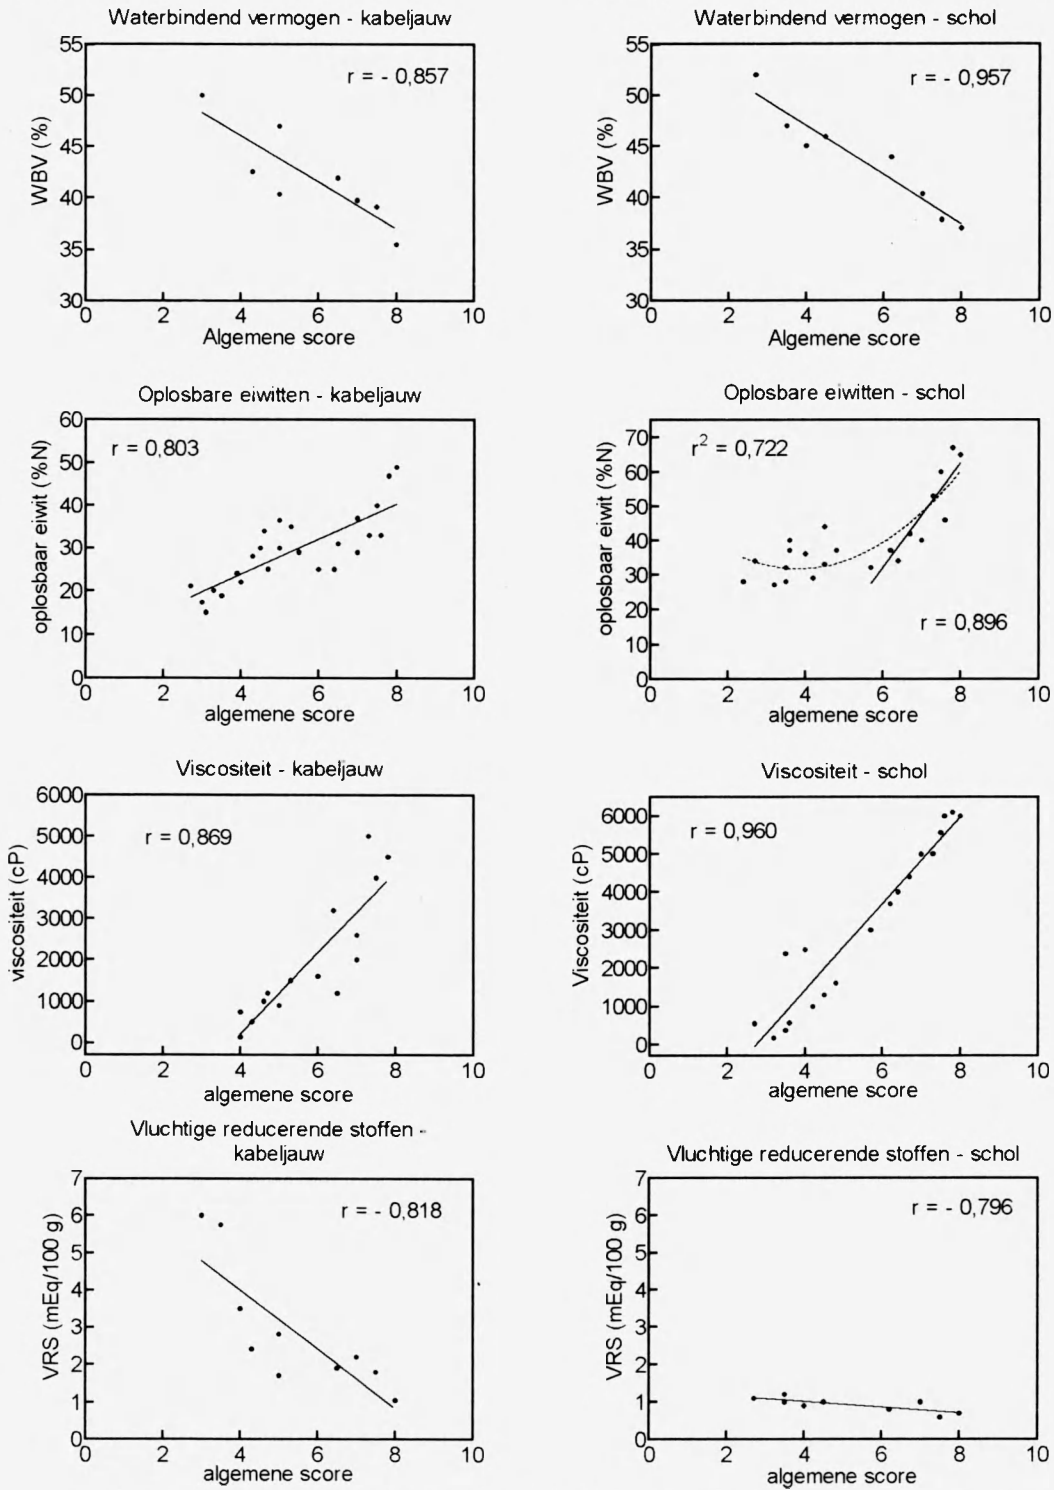 Waterbindend vermogen - kabeljauw
55
50
45
40
35
30
WBV (%)
r = - 0,857
0 2 4 6 8 10
Algemene score
Waterbindend vermogen - schol
55
50
45
40
35
30
WBV (%)
r = - 0,957
0 2 4 6 8 10
Algemene score
Oplosbare eiwitten - kabeljauw
60
50
40
30
20
10
0
oplosbaar eiwit (%N)
r = 0,803
0 2 4 6 8 10
algemene score
Oplosbare eiwitten - schol
70
60
50
40
30
20
10
0
oplosbaar eiwit (%N)
r² = 0,722
r = 0,896
0 2 4 6 8 10
algemene score
Viscositeit - kabeljauw
6000
5000
4000
3000
2000
1000
0
viscositeit (cP)
r = 0,869
0 2 4 6 8 10
algemene score
Viscositeit - schol
6000
5000
4000
3000
2000
1000
0
Viscositeit (cP)
r = 0,960
0 2 4 6 8 10
algemene score
Vluchtige reducerende stoffen -
kabeljauw
7
6
5
4
3
2
1
0
VRS (mEq/100 g)
r = - 0,818
0 2 4 6 8 10
algemene score
Vluchtige reducerende stoffen - schol
7
6
5
4
3
2
1
0
VRS (mEq/100 g)
r = - 0,796
0 2 4 6 8 10
algemene score